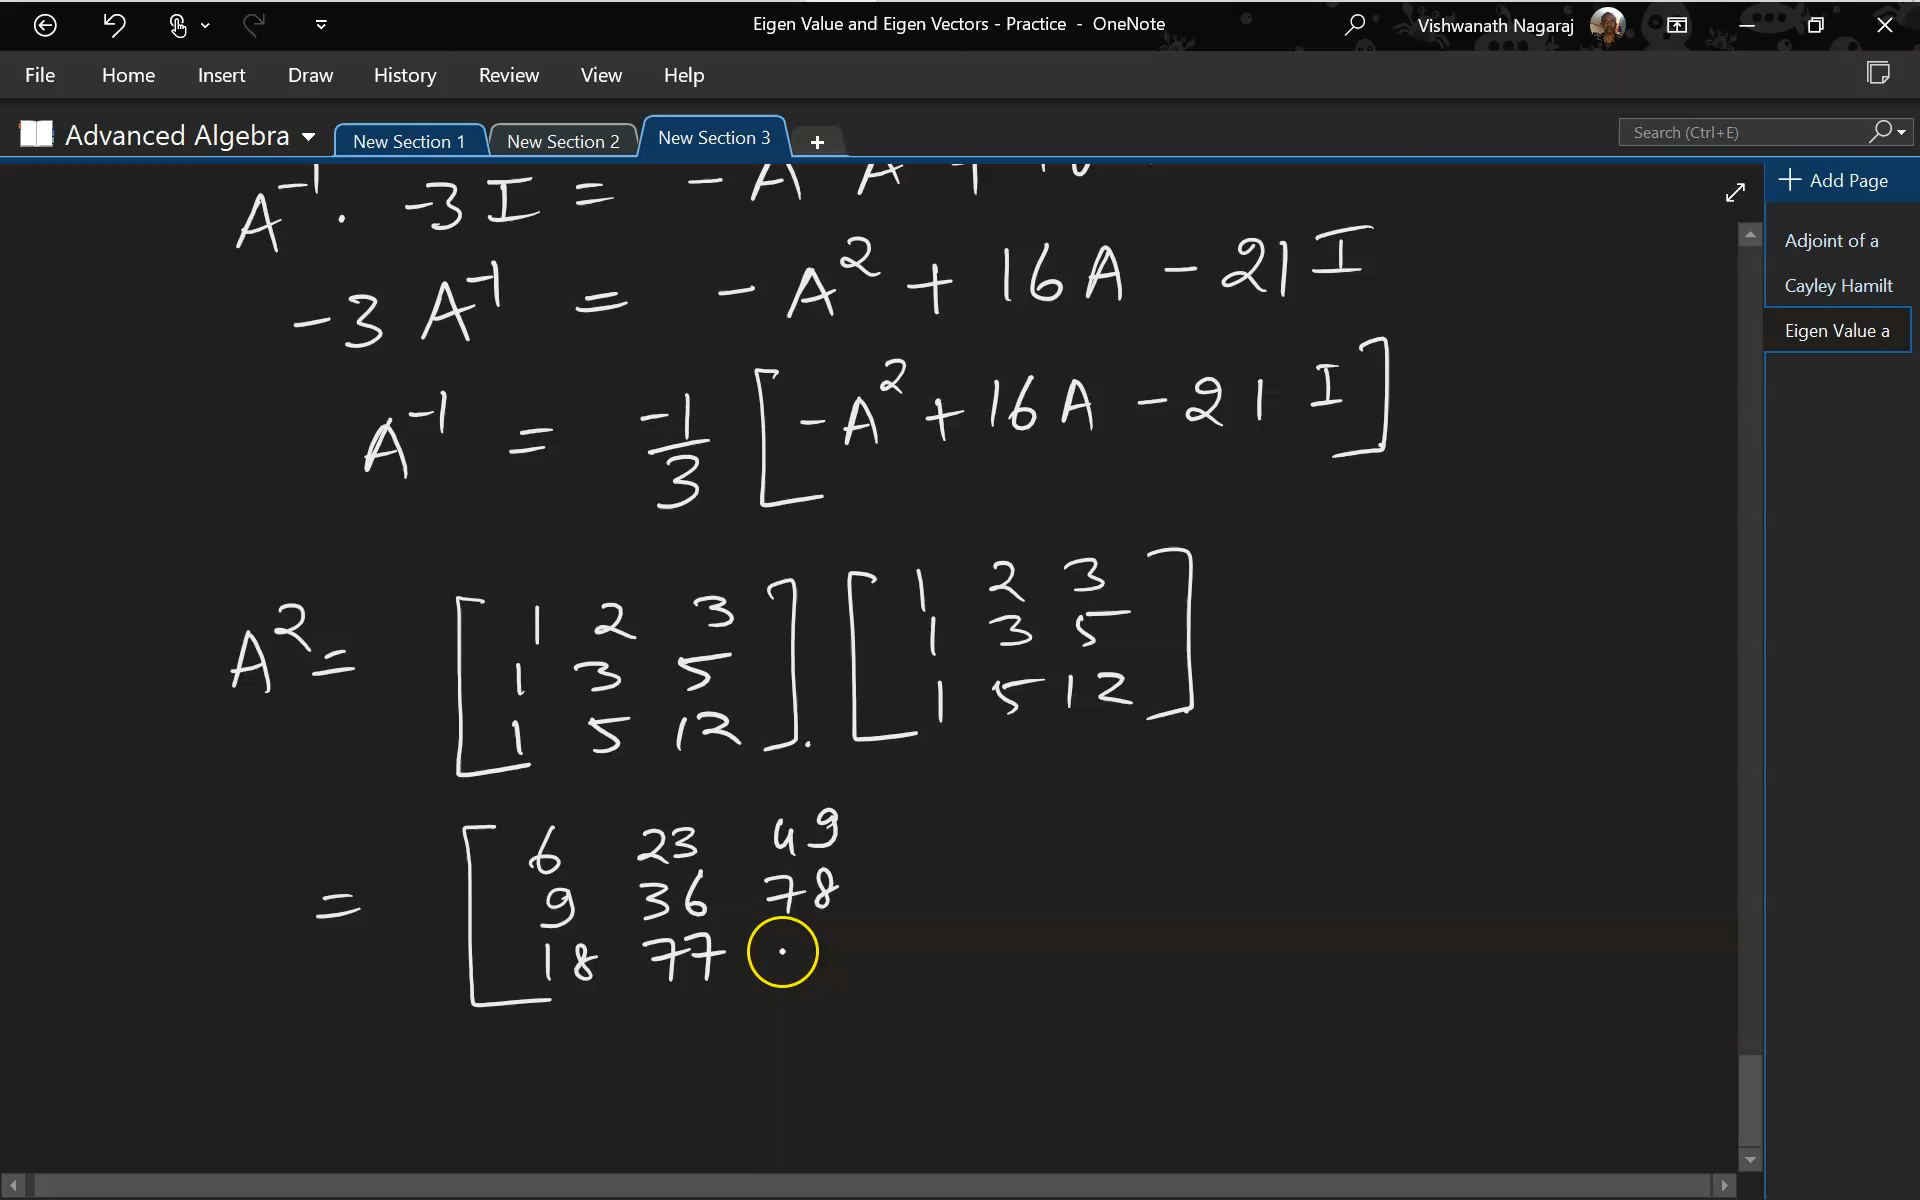 Eigen Value and Eigen Vectors - Practice - OneNote
Vishwanath Nagaraj
File Home Insert Draw History Review View Help
Advanced Algebra New Section 1 New Section 2 New Section 3 +
Search (Ctrl+E)
Add Page
Adjoint of a
Cayley Hamilt
Eigen Value a
A⁻¹. -3 I = - A A +
-3 A⁻¹ = - A² + 16 A - 21 I
A⁻¹ = -1/3 [ -A² + 16 A - 21 I ]
A² = [ 1 2 3 ] . [ 1 2 3 ]
1 3 5 1 3 5
1 5 12 1 5 12
= [ 6 23 49
9 36 78
18 77 .